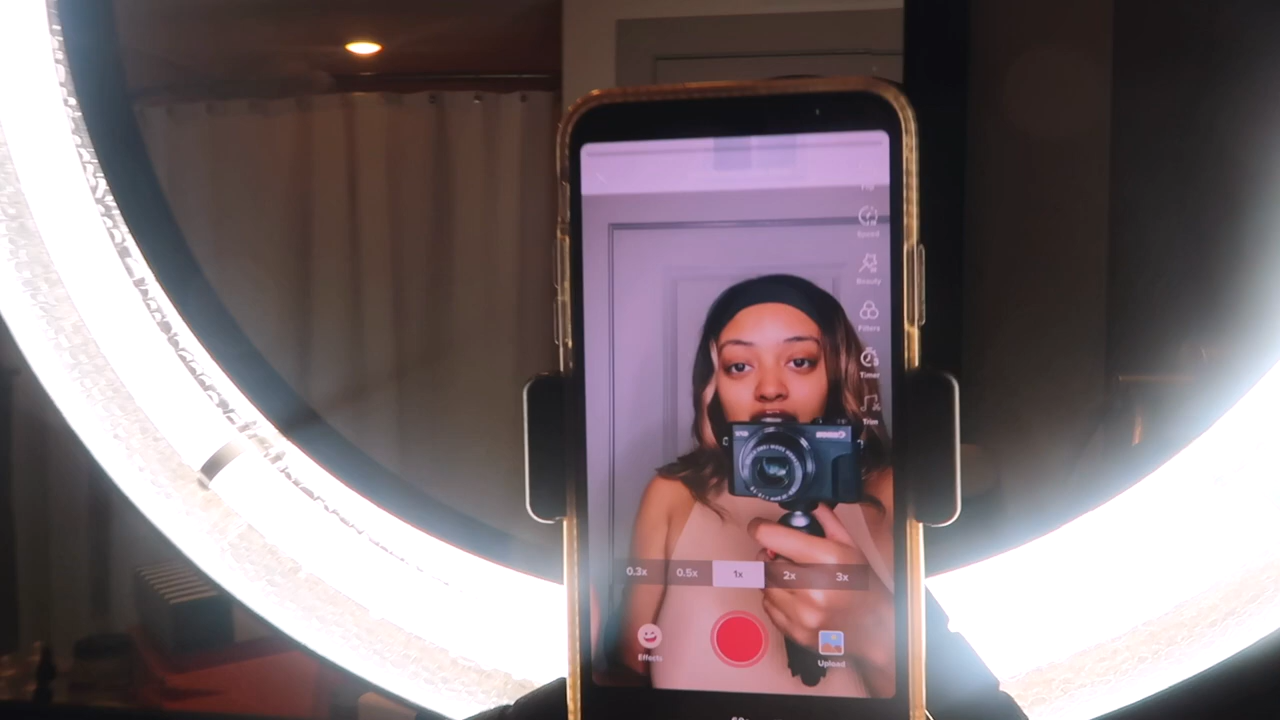 Speed
Beauty
Filters
Timer
Trim
Canon
0.3x
0.5x
1x
2x
3x
Effects
Upload